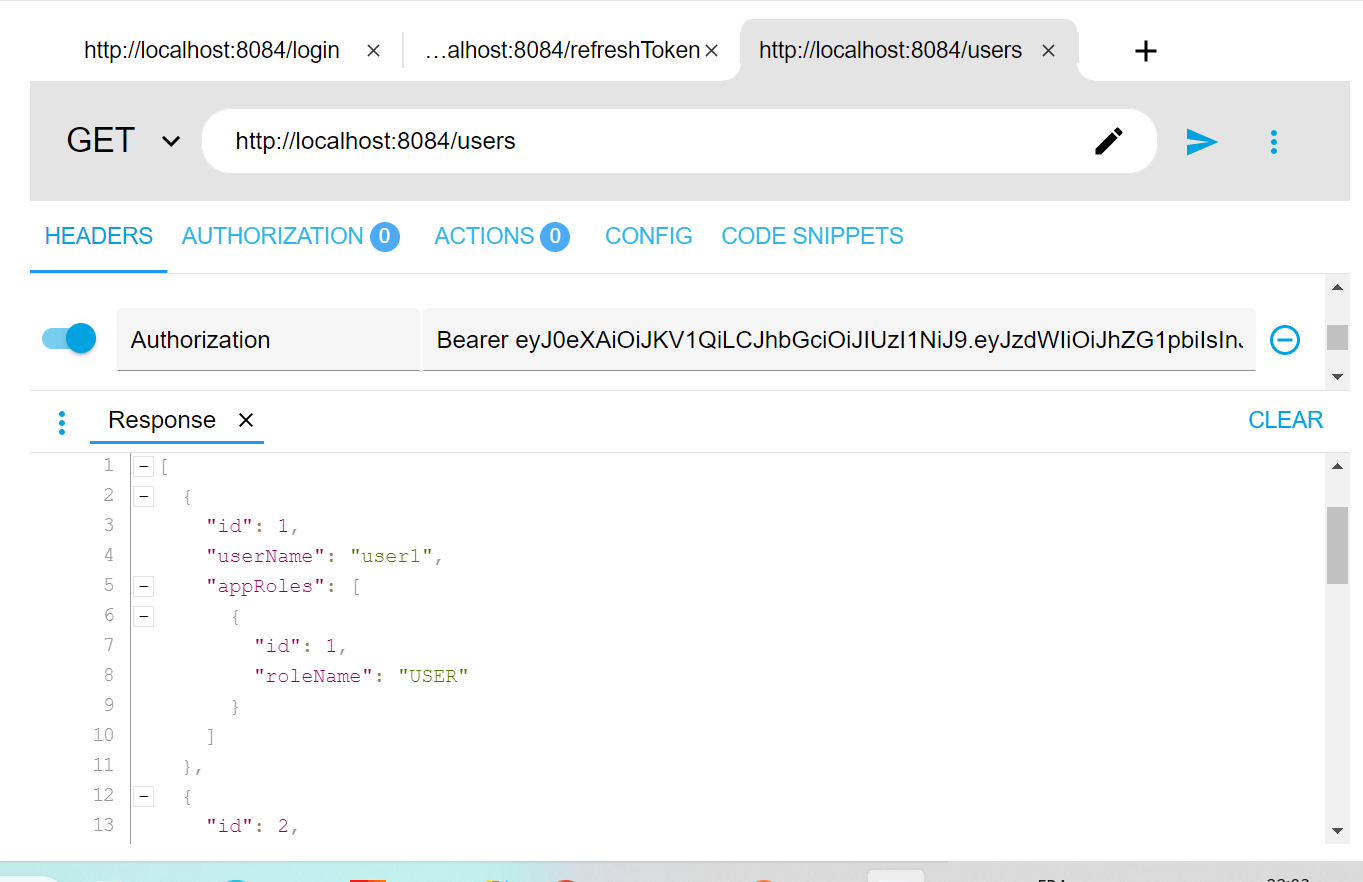 http://localhost:8084/login × …alhost:8084/refreshToken × http://localhost:8084/users × +
GET http://localhost:8084/users
HEADERS AUTHORIZATION 0 ACTIONS 0 CONFIG CODE SNIPPETS
Authorization Bearer eyJ0eXAiOiJKV1QiLCJhbGciOiJIUzI1NiJ9.eyJzdWIiOiJhZG1pbiIsInJ
Response × CLEAR
1 − [
2 − {
3 "id": 1,
4 "userName": "user1",
5 − "appRoles": [
6 − {
7 "id": 1,
8 "roleName": "USER"
9 }
10 ]
11 },
12 − {
13 "id": 2,